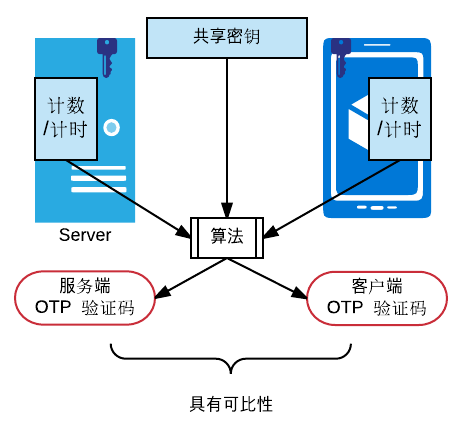 共享密钥
计数
/计时
计数
/计时
Server
算法
服务端
OTP 验证码
客户端
OTP 验证码
具有可比性